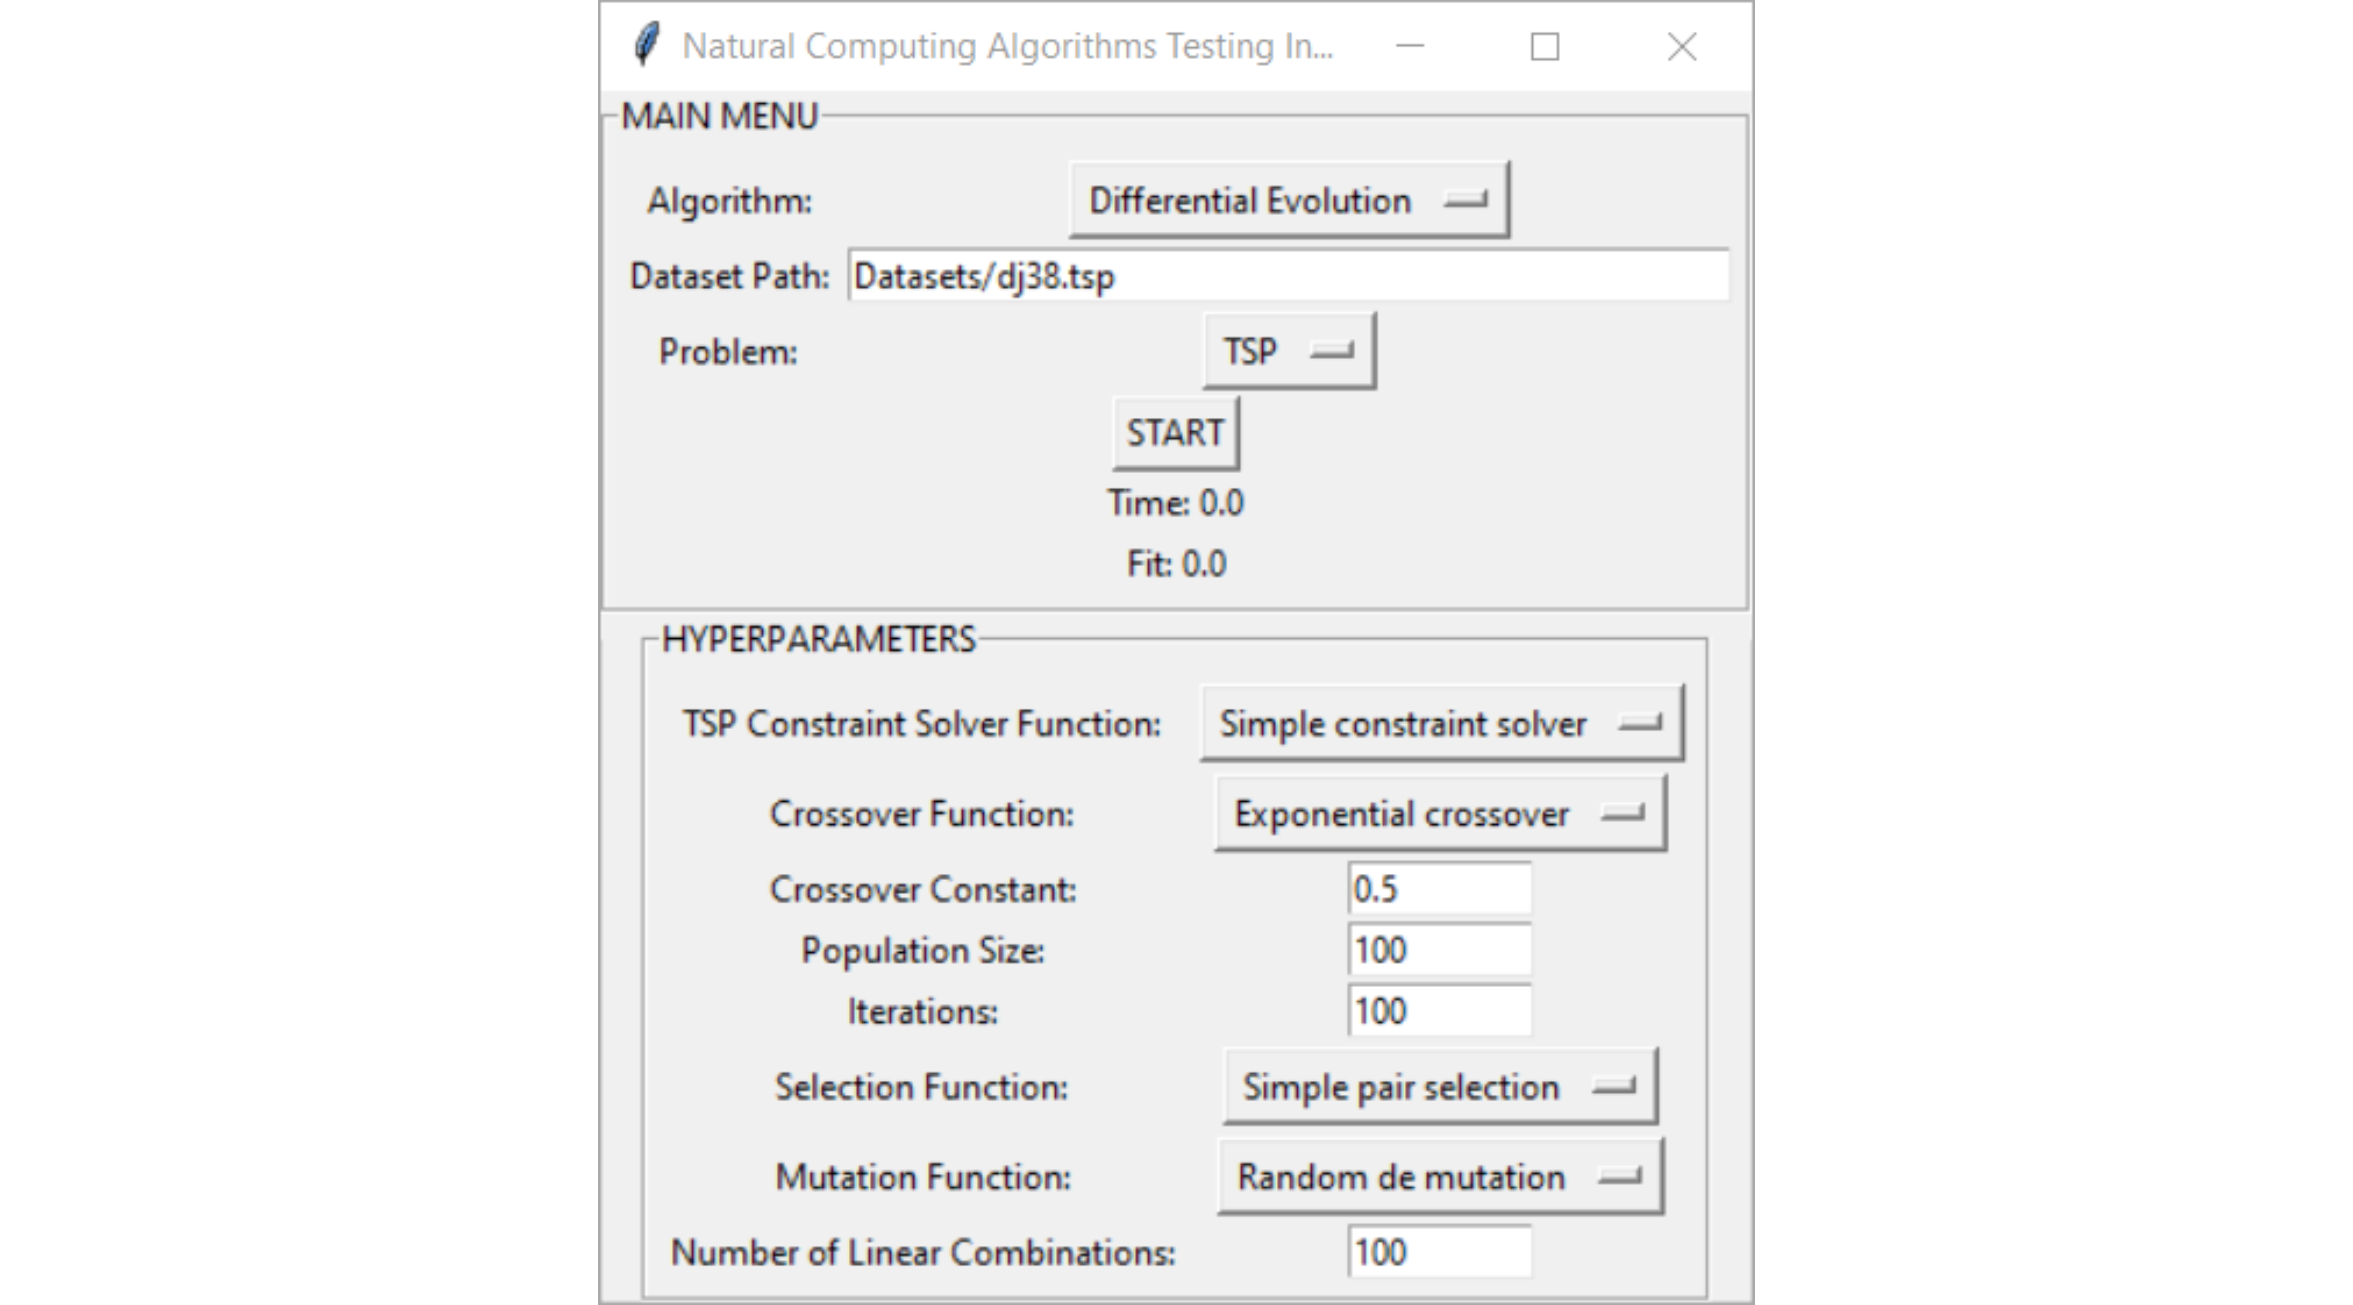 Natural Computing Algorithms Testing In...
MAIN MENU
Algorithm: Differential Evolution
Dataset Path: Datasets/dj38.tsp
Problem: TSP
START
Time: 0.0
Fit: 0.0
HYPERPARAMETERS
TSP Constraint Solver Function: Simple constraint solver
Crossover Function: Exponential crossover
Crossover Constant: 0.5
Population Size: 100
Iterations: 100
Selection Function: Simple pair selection
Mutation Function: Random de mutation
Number of Linear Combinations: 100